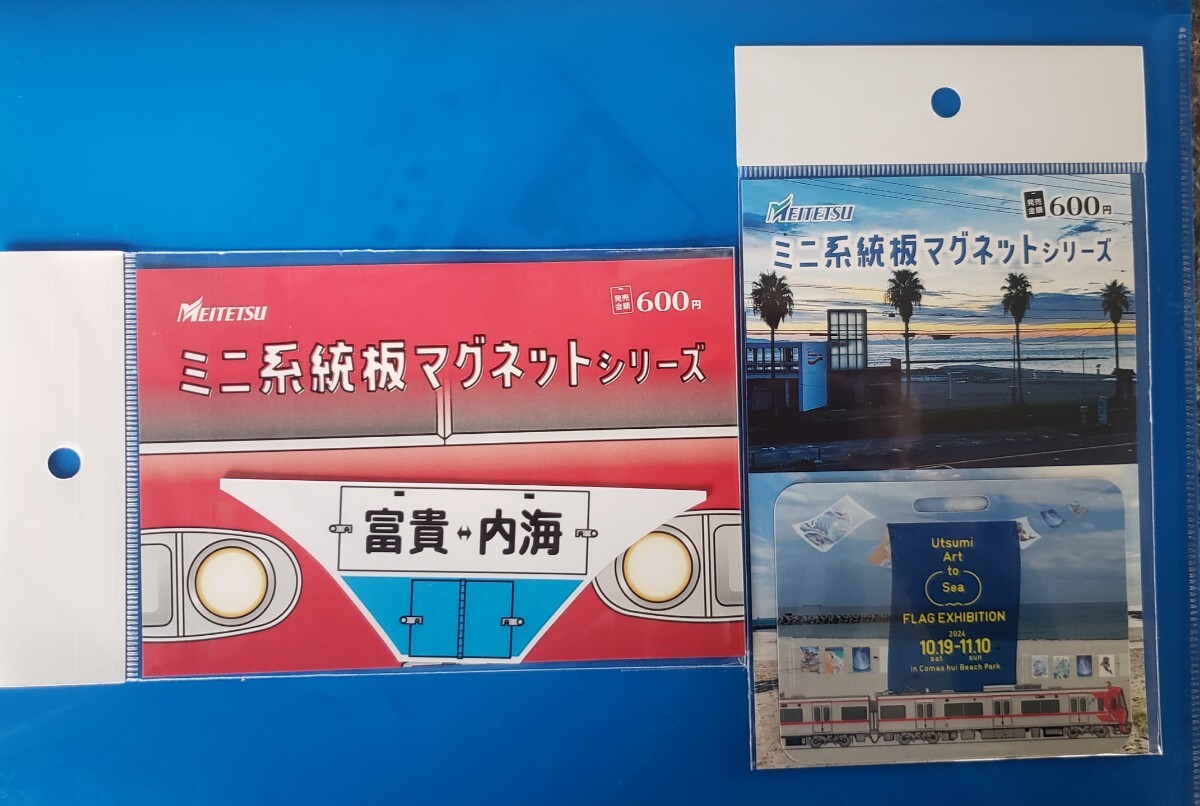 MEITETSU
発売金額 600円
ミニ系統板マグネットシリーズ
富貴↔内海
MEITETSU
発売金額 600円
ミニ系統板マグネットシリーズ
Utsumi
Art
to
Sea
FLAG EXHIBITION
2024
10.19-11.10
sat sun
in Comas hui Beach Park